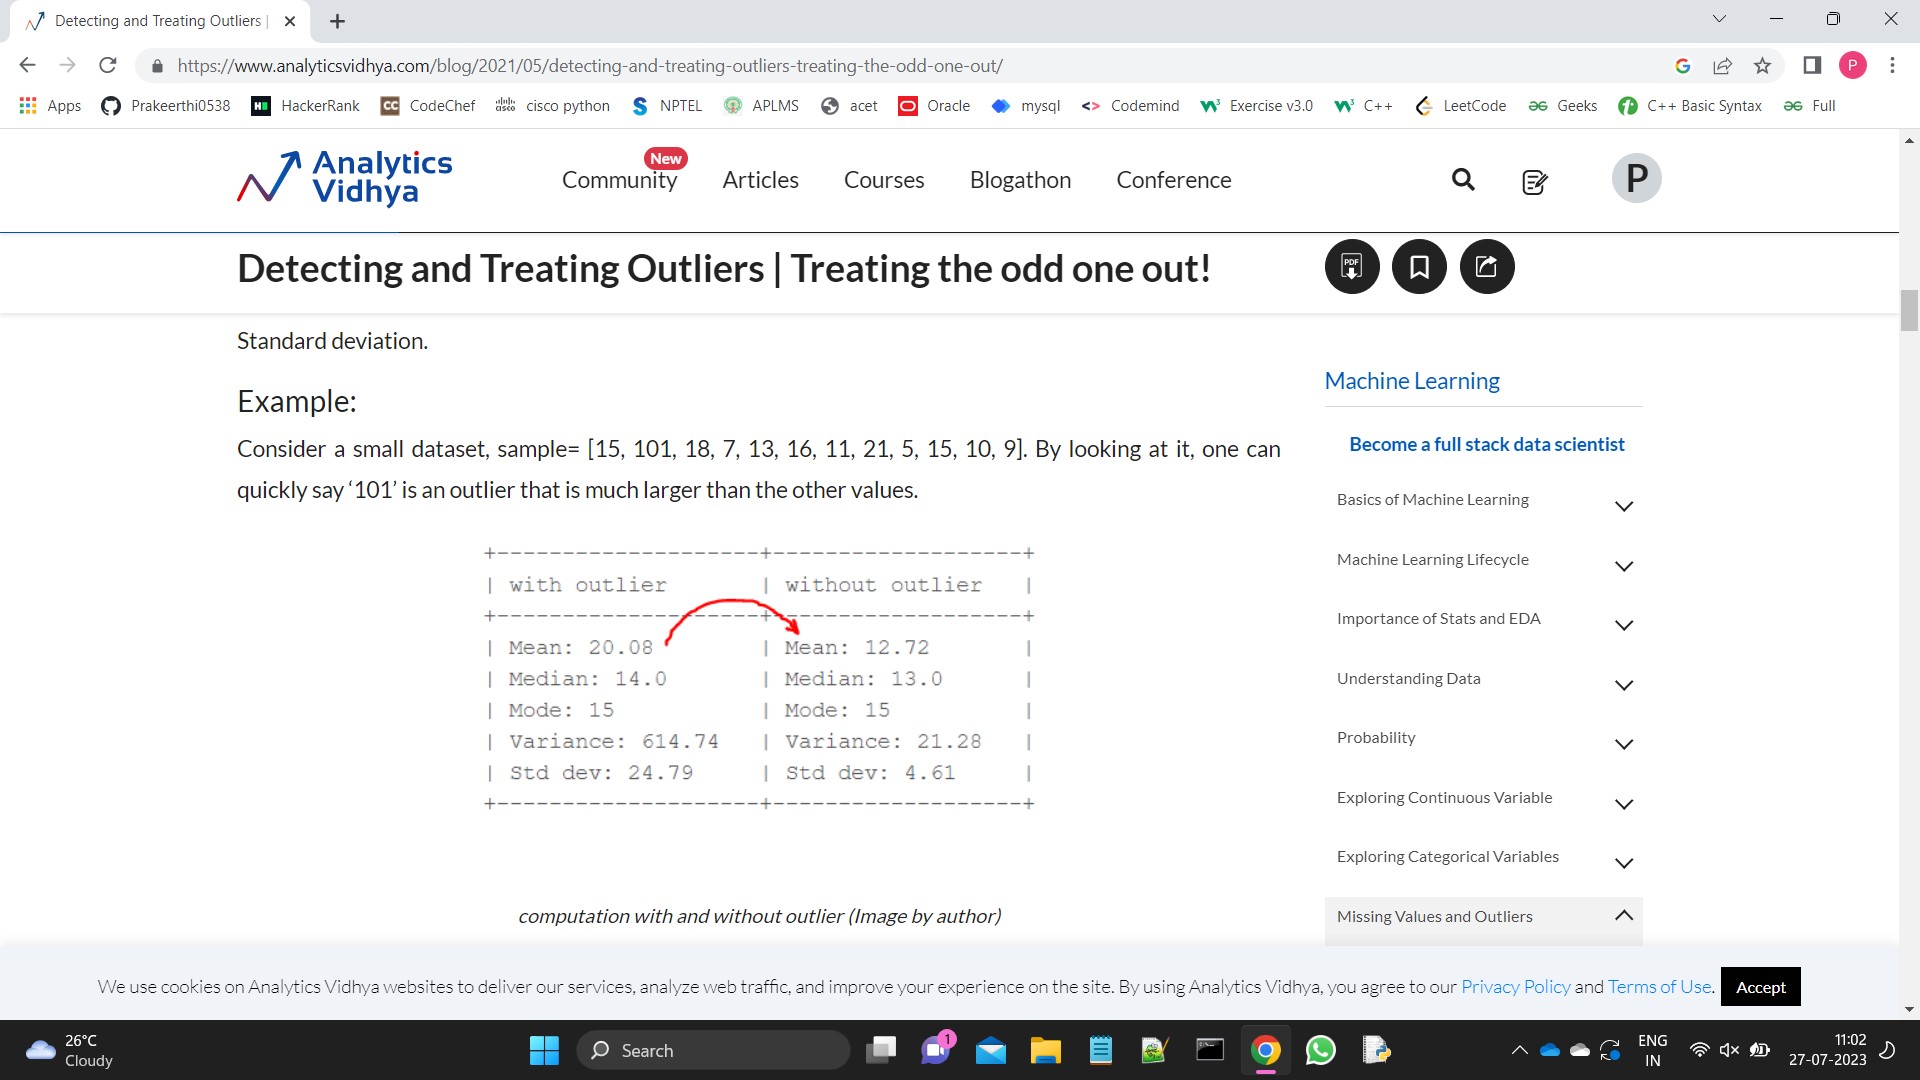 Detecting and Treating Outliers |
https://www.analyticsvidhya.com/blog/2021/05/detecting-and-treating-outliers-treating-the-odd-one-out/
P
Apps Prakeerthi0538 HackerRank CodeChef cisco python NPTEL APLMS acet Oracle mysql Codemind Exercise v3.0 C++ LeetCode Geeks C++ Basic Syntax Full
Analytics Vidhya
New
Community Articles Courses Blogathon Conference
P
Detecting and Treating Outliers | Treating the odd one out!
PDF
Standard deviation.
Example:
Consider a small dataset, sample= [15, 101, 18, 7, 13, 16, 11, 21, 5, 15, 10, 9]. By looking at it, one can
quickly say ‘101’ is an outlier that is much larger than the other values.
+--------------------+-------------------+
| with outlier | without outlier |
+--------------------+-------------------+
| Mean: 20.08 | Mean: 12.72 |
| Median: 14.0 | Median: 13.0 |
| Mode: 15 | Mode: 15 |
| Variance: 614.74 | Variance: 21.28 |
| Std dev: 24.79 | Std dev: 4.61 |
+--------------------+-------------------+
computation with and without outlier (Image by author)
Machine Learning
Become a full stack data scientist
Basics of Machine Learning
Machine Learning Lifecycle
Importance of Stats and EDA
Understanding Data
Probability
Exploring Continuous Variable
Exploring Categorical Variables
Missing Values and Outliers
We use cookies on Analytics Vidhya websites to deliver our services, analyze web traffic, and improve your experience on the site. By using Analytics Vidhya, you agree to our Privacy Policy and Terms of Use. Accept
26°C
Cloudy
Search
1
ENG
IN
11:02
27-07-2023